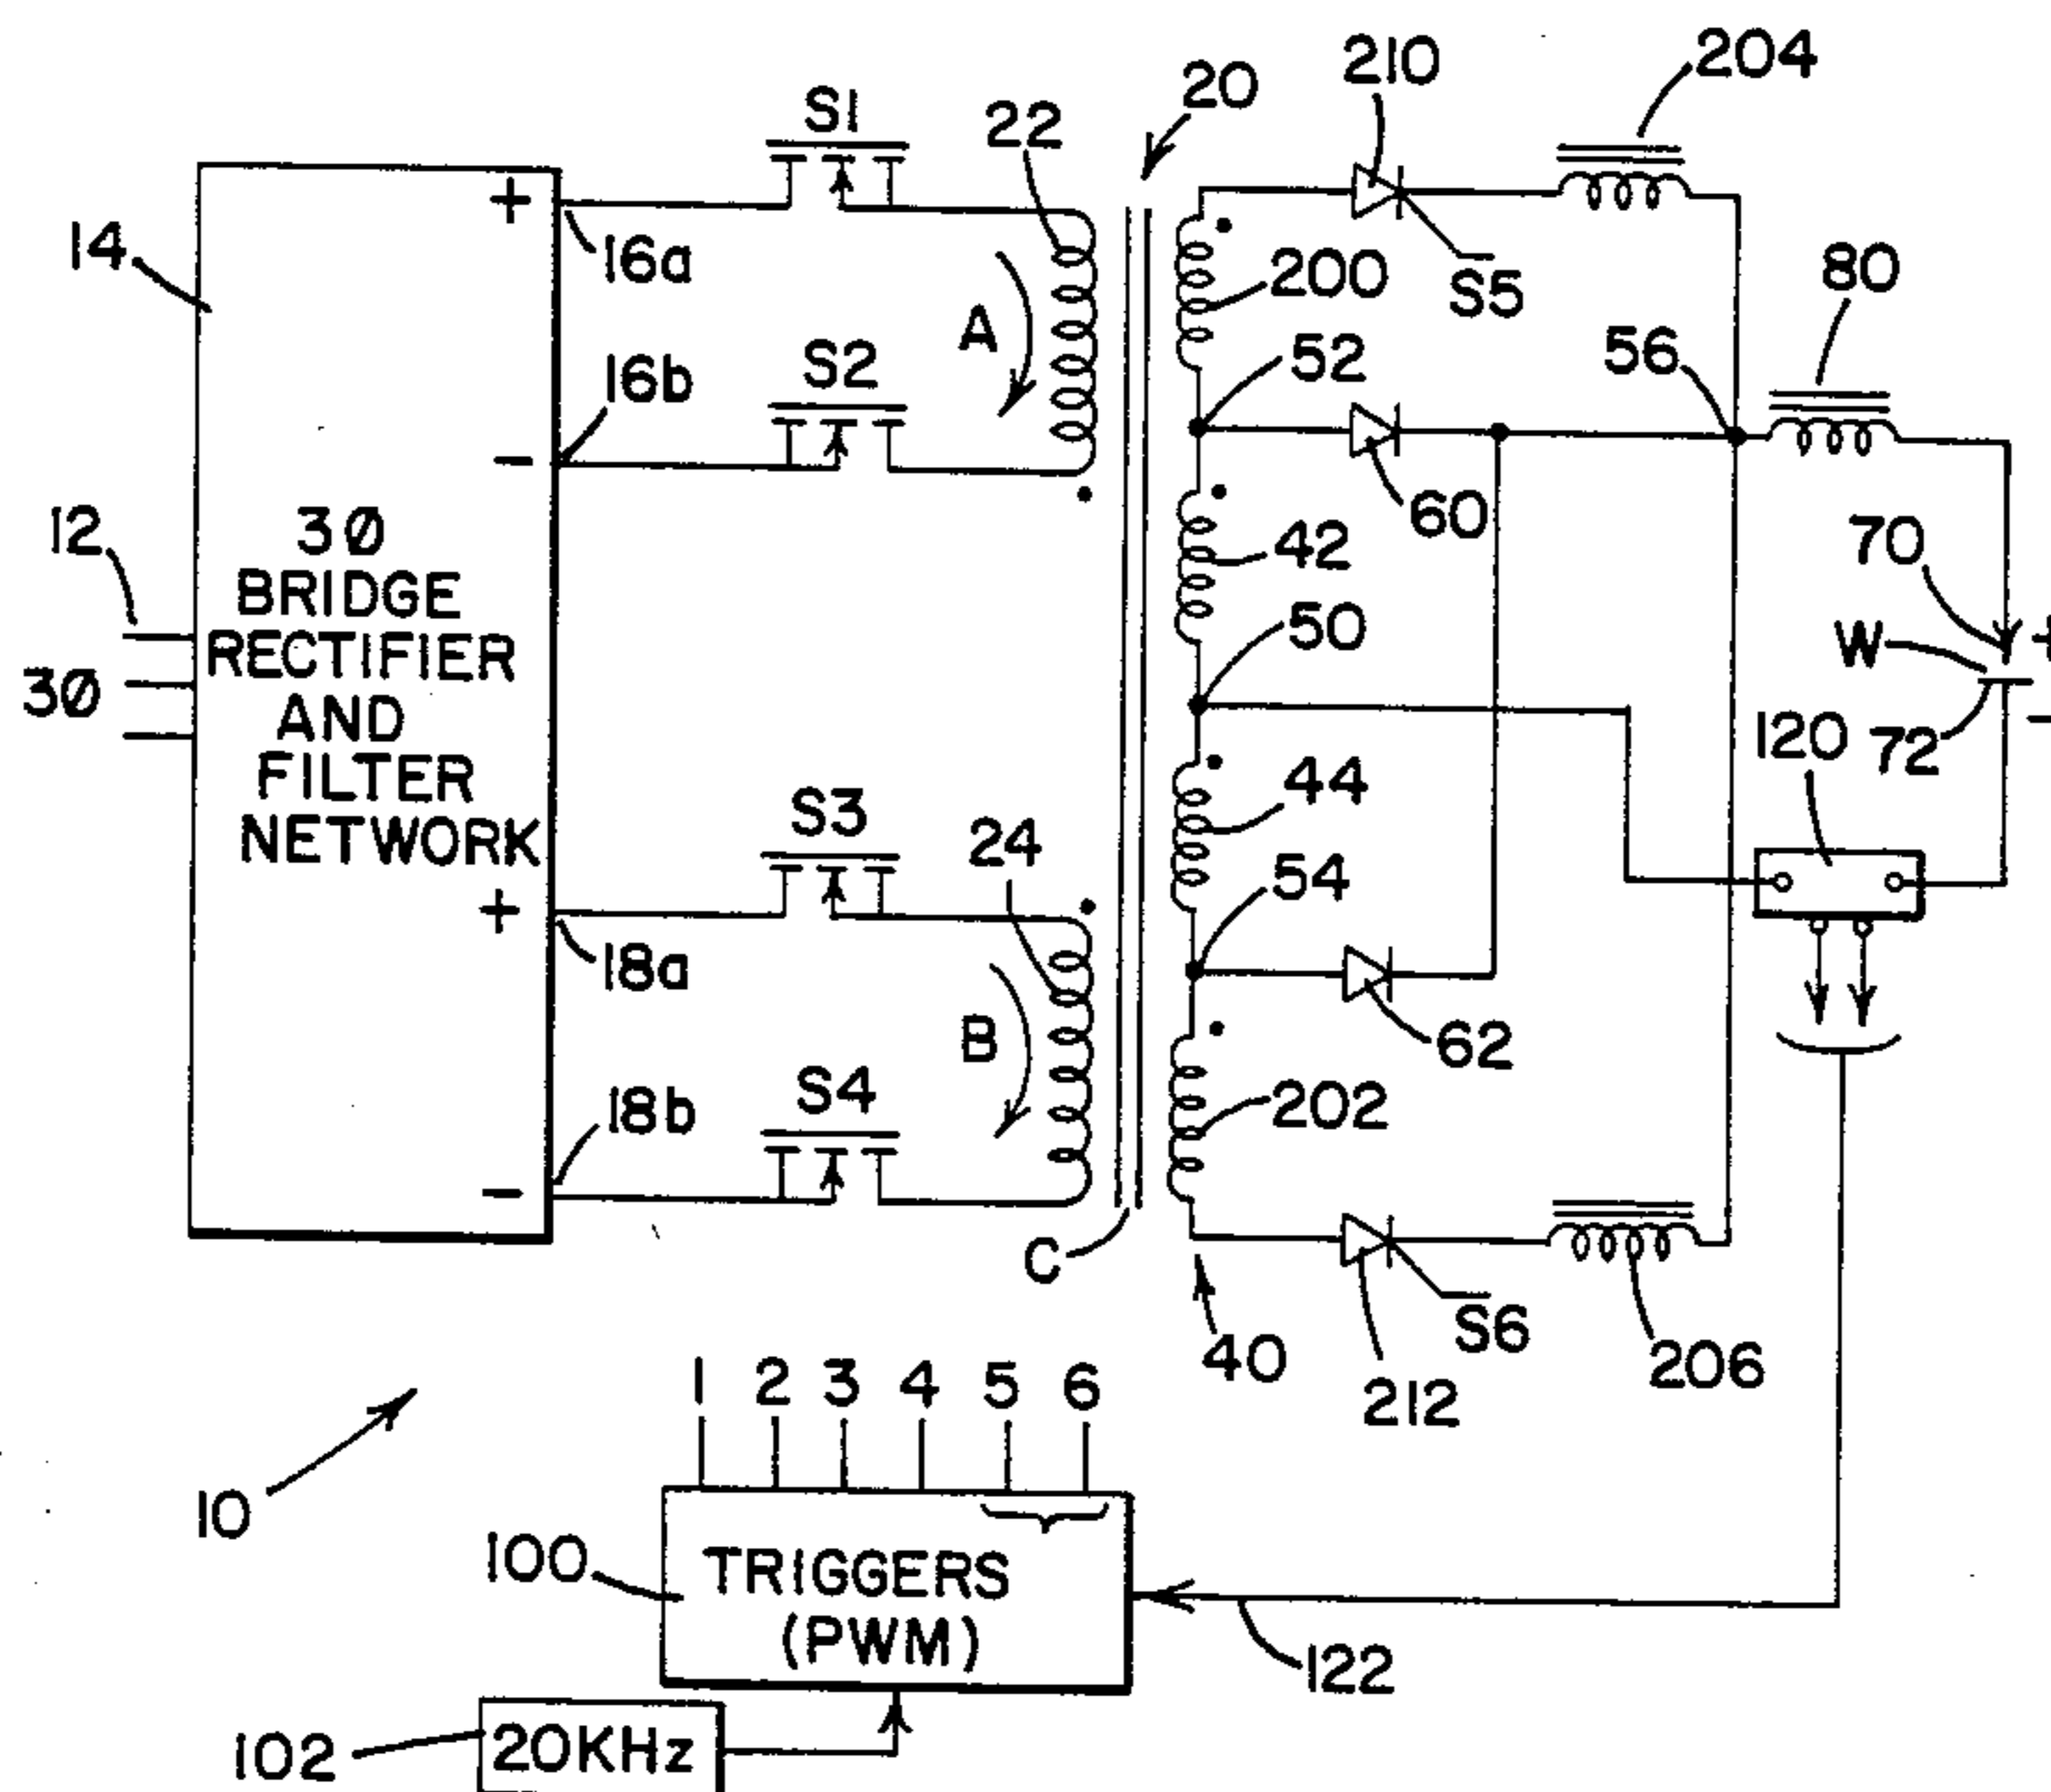 210
204
20
S1
22
+
14
16a
200
S5
80
52
56
A
S2
16b
-
60
12
3Ø
BRIDGE
RECTIFIER
AND
FILTER
NETWORK
42
70
50
W
+
3Ø
120
72
-
S3
44
24
54
+
18a
B
62
S4
18b
202
-
C
S6
40
206
212
1 2 3 4 5 6
10
100
TRIGGERS
(PWM)
122
102
20KHz